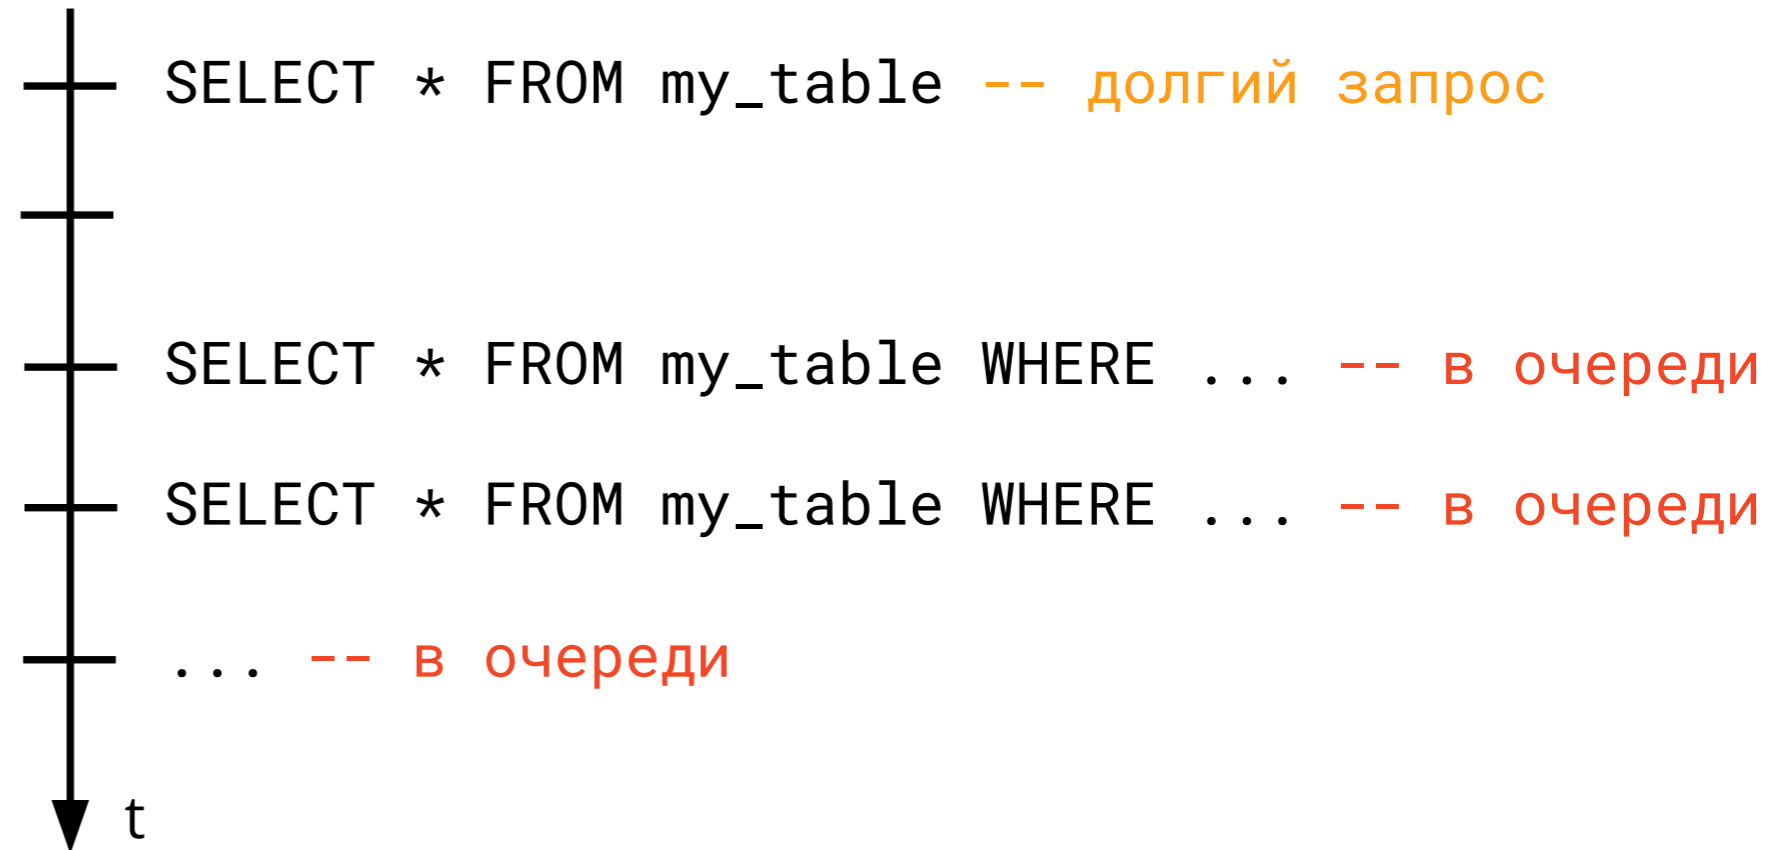 SELECT * FROM my_table -- долгий запрос
SELECT * FROM my_table WHERE ... -- в очереди
SELECT * FROM my_table WHERE ... -- в очереди
... -- в очереди
t